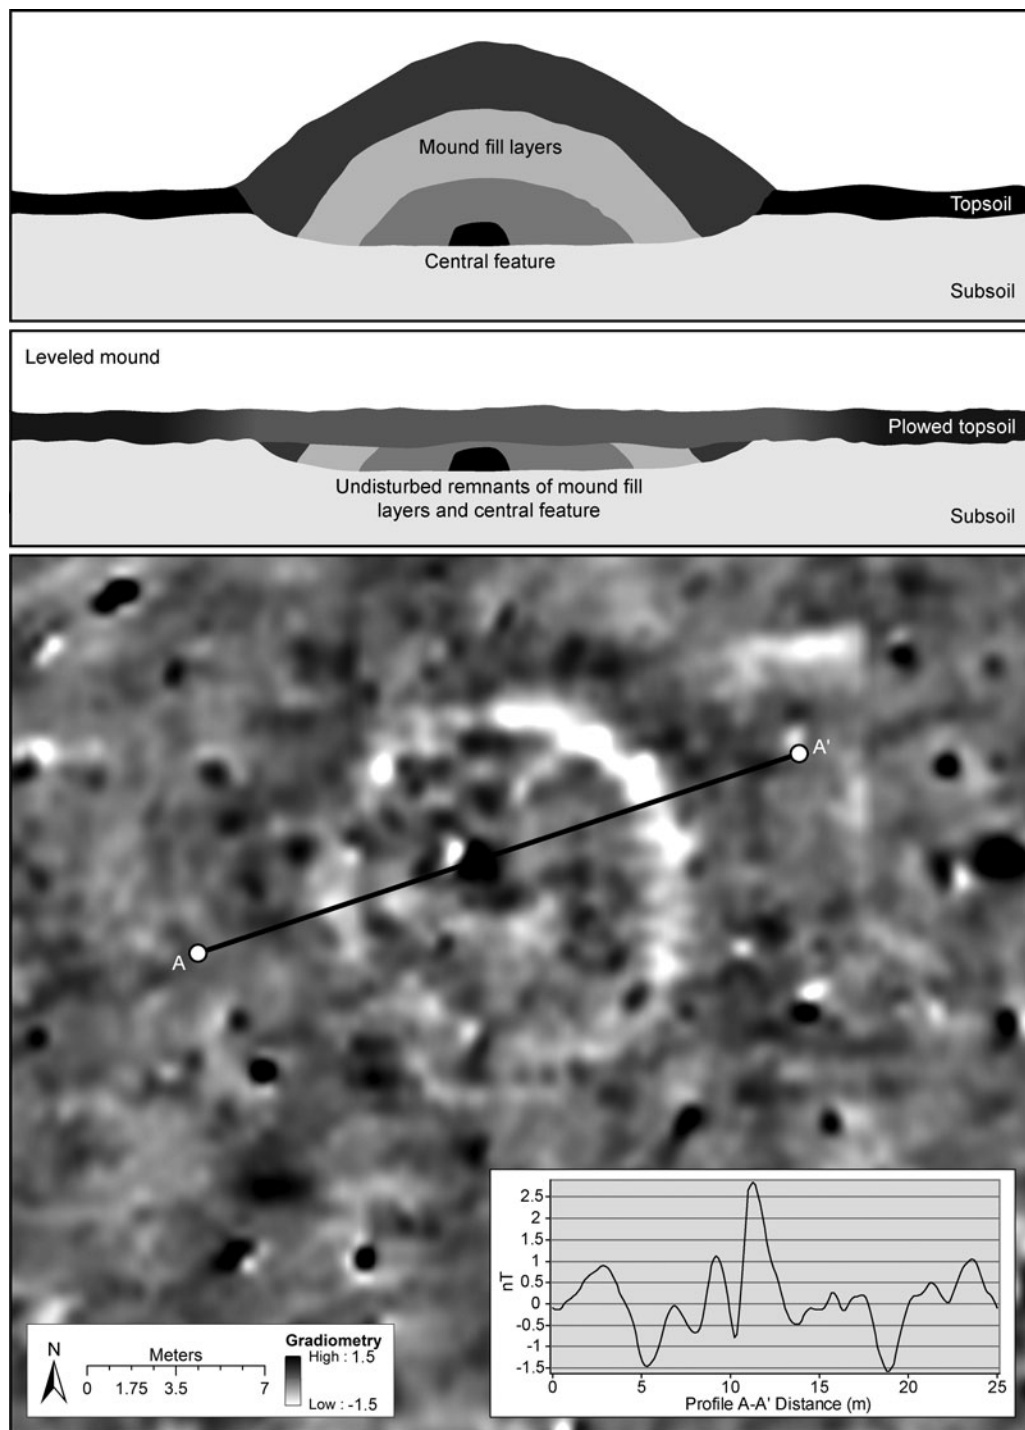 Mound fill layers
Topsoil
Central feature
Subsoil
Leveled mound
Plowed topsoil
Undisturbed remnants of mound fill
layers and central feature
Subsoil
A'
A
N
Meters
0 1.75 3.5 7
Gradiometry
High : 1.5
Low : -1.5
nT
2.5
2
1.5
1
0.5
0
-0.5
-1
-1.5
0 5 10 15 20 25
Profile A-A' Distance (m)